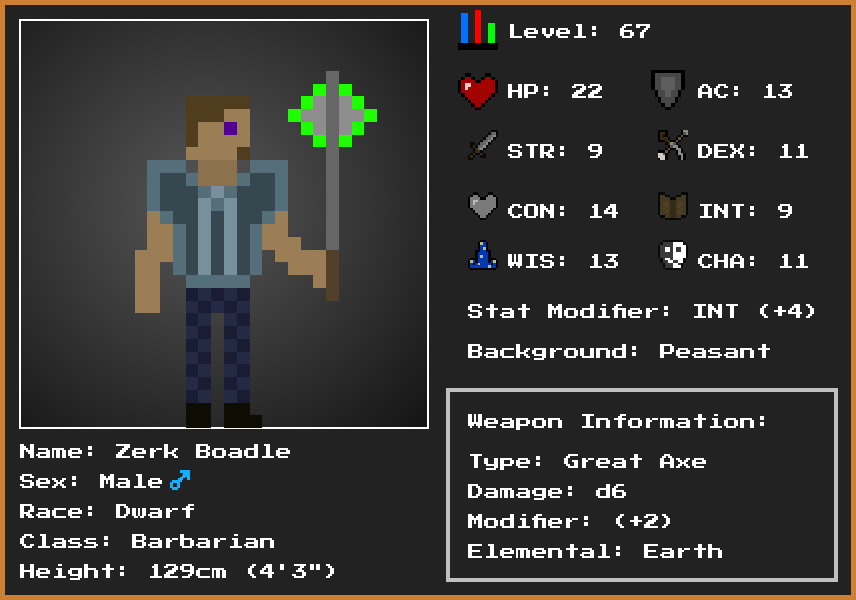 Level: 67
HP: 22 AC: 13
STR: 9 DEX: 11
CON: 14 INT: 9
WIS: 13 CHA: 11
Stat Modifier: INT (+4)
Background: Peasant
Weapon Information:
Type: Great Axe
Damage: d6
Modifier: (+2)
Elemental: Earth
Name: Zerk Boadle
Sex: Male♂
Race: Dwarf
Class: Barbarian
Height: 129cm (4'3")